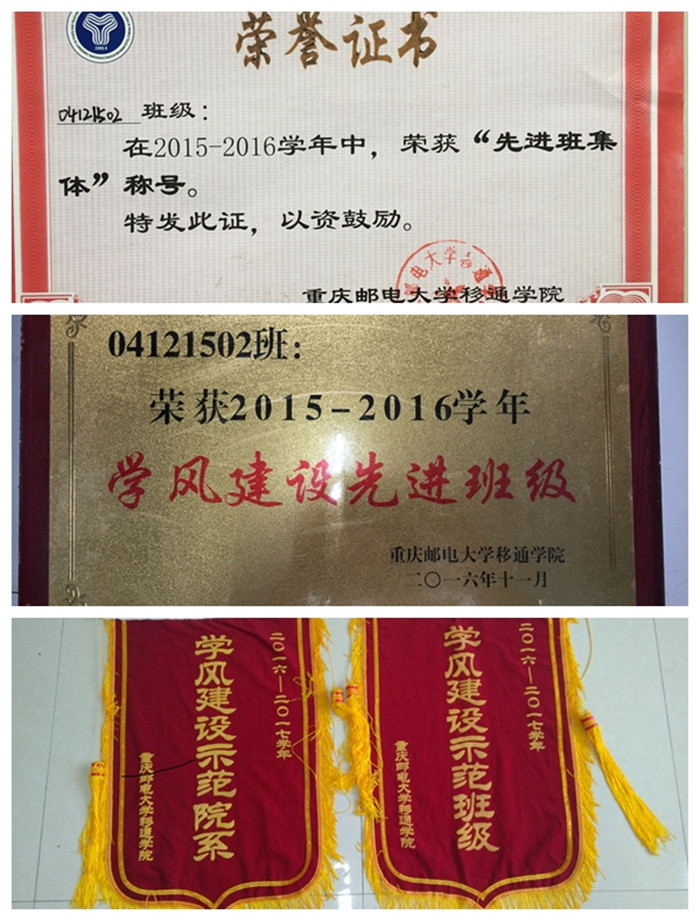 荣誉证书
04121502 班级：
在2015-2016学年中，荣获“先进班集
体”称号。
特发此证，以资鼓励。
重庆邮电大学移通学院
04121502班：
荣获2015-2016学年
学风建设先进班级
重庆邮电大学移通学院
二〇一六年十一月
二〇一六—二〇一七学年
学风建设示范院系
重庆邮电大学移通学院
二〇一六—二〇一七学年
学风建设示范班级
重庆邮电大学移通学院